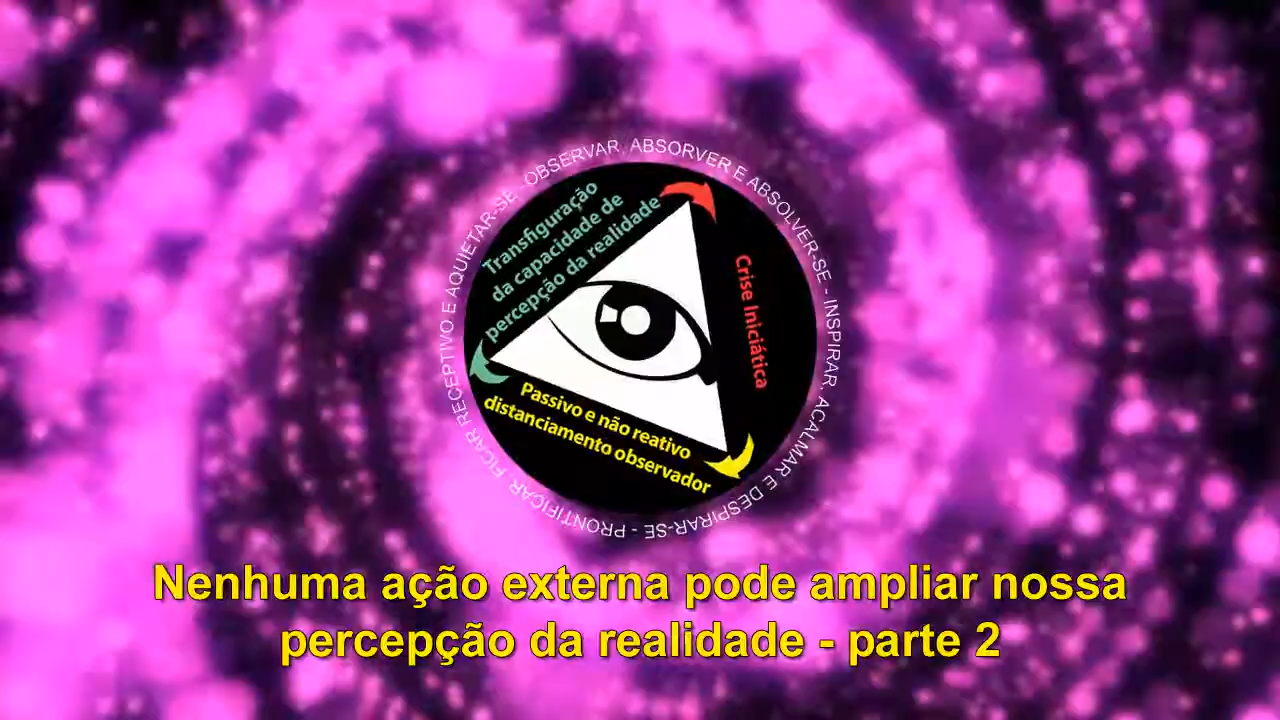 OBSERVAR, ABSORVER E ABSOLVER-SE - INSPIRAR, ACALMAR E DESPIRAR-SE - PRONTIFICAR, FICAR RECEPTIVO E AQUIETAR-SE -
Transfiguração
da capacidade de
percepção da realidade
Crise Iniciática
Passivo e não reativo
distanciamento observador
Nenhuma ação externa pode ampliar nossa
percepção da realidade - parte 2